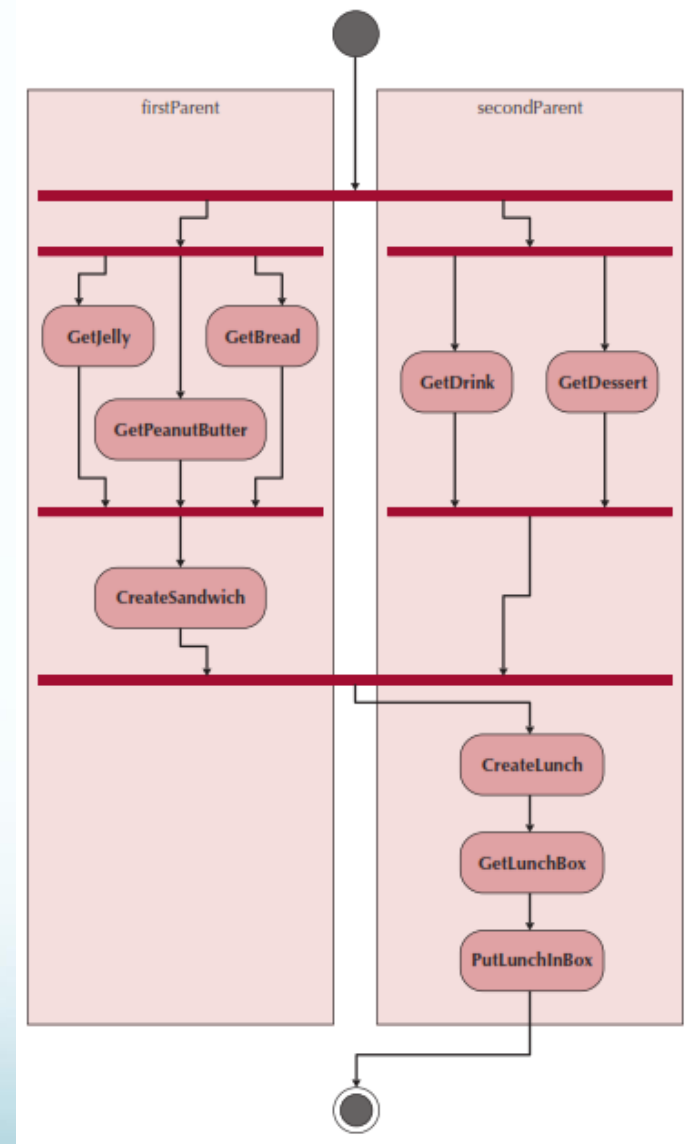 firstParent
secondParent
GetJelly
GetBread
GetPeanutButter
GetDrink
GetDessert
CreateSandwich
CreateLunch
GetLunchBox
PutLunchInBox